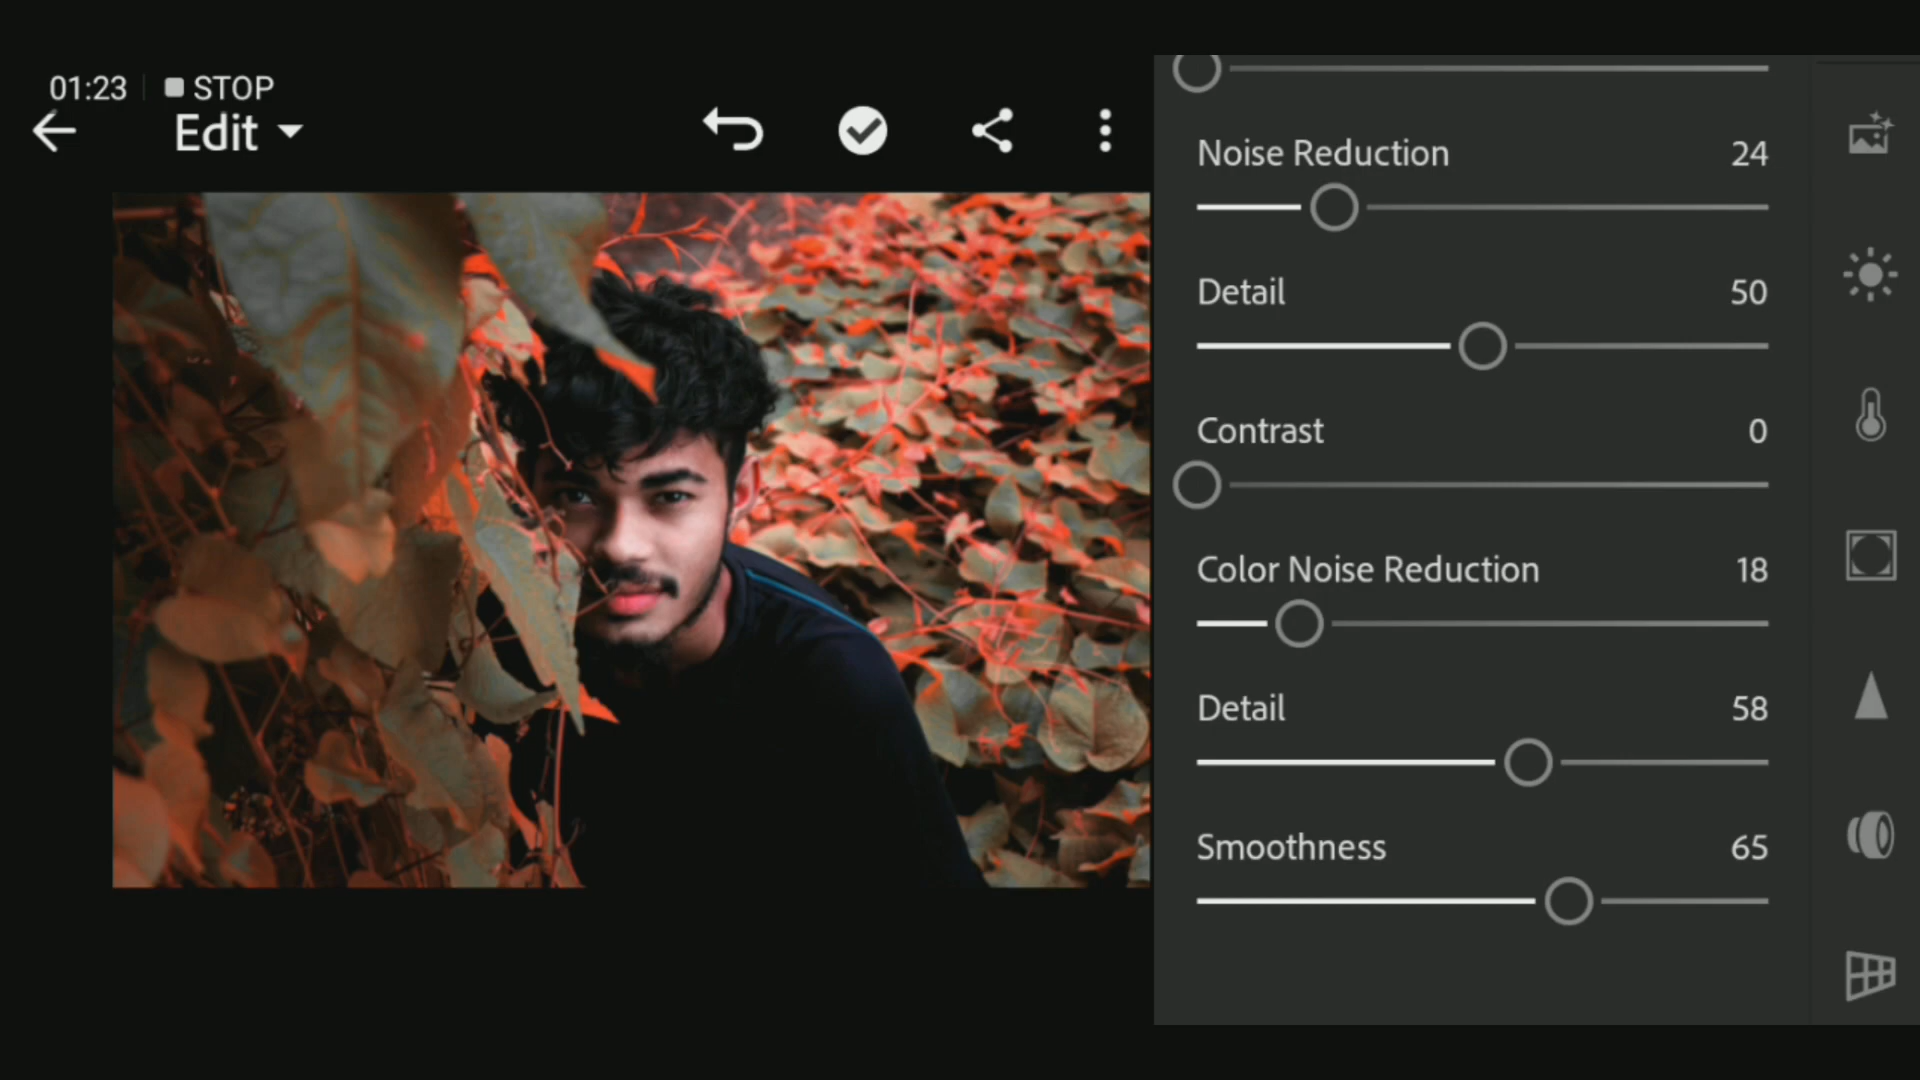 01:23 STOP
Edit
Noise Reduction 24
Detail 50
Contrast 0
Color Noise Reduction 18
Detail 58
Smoothness 65